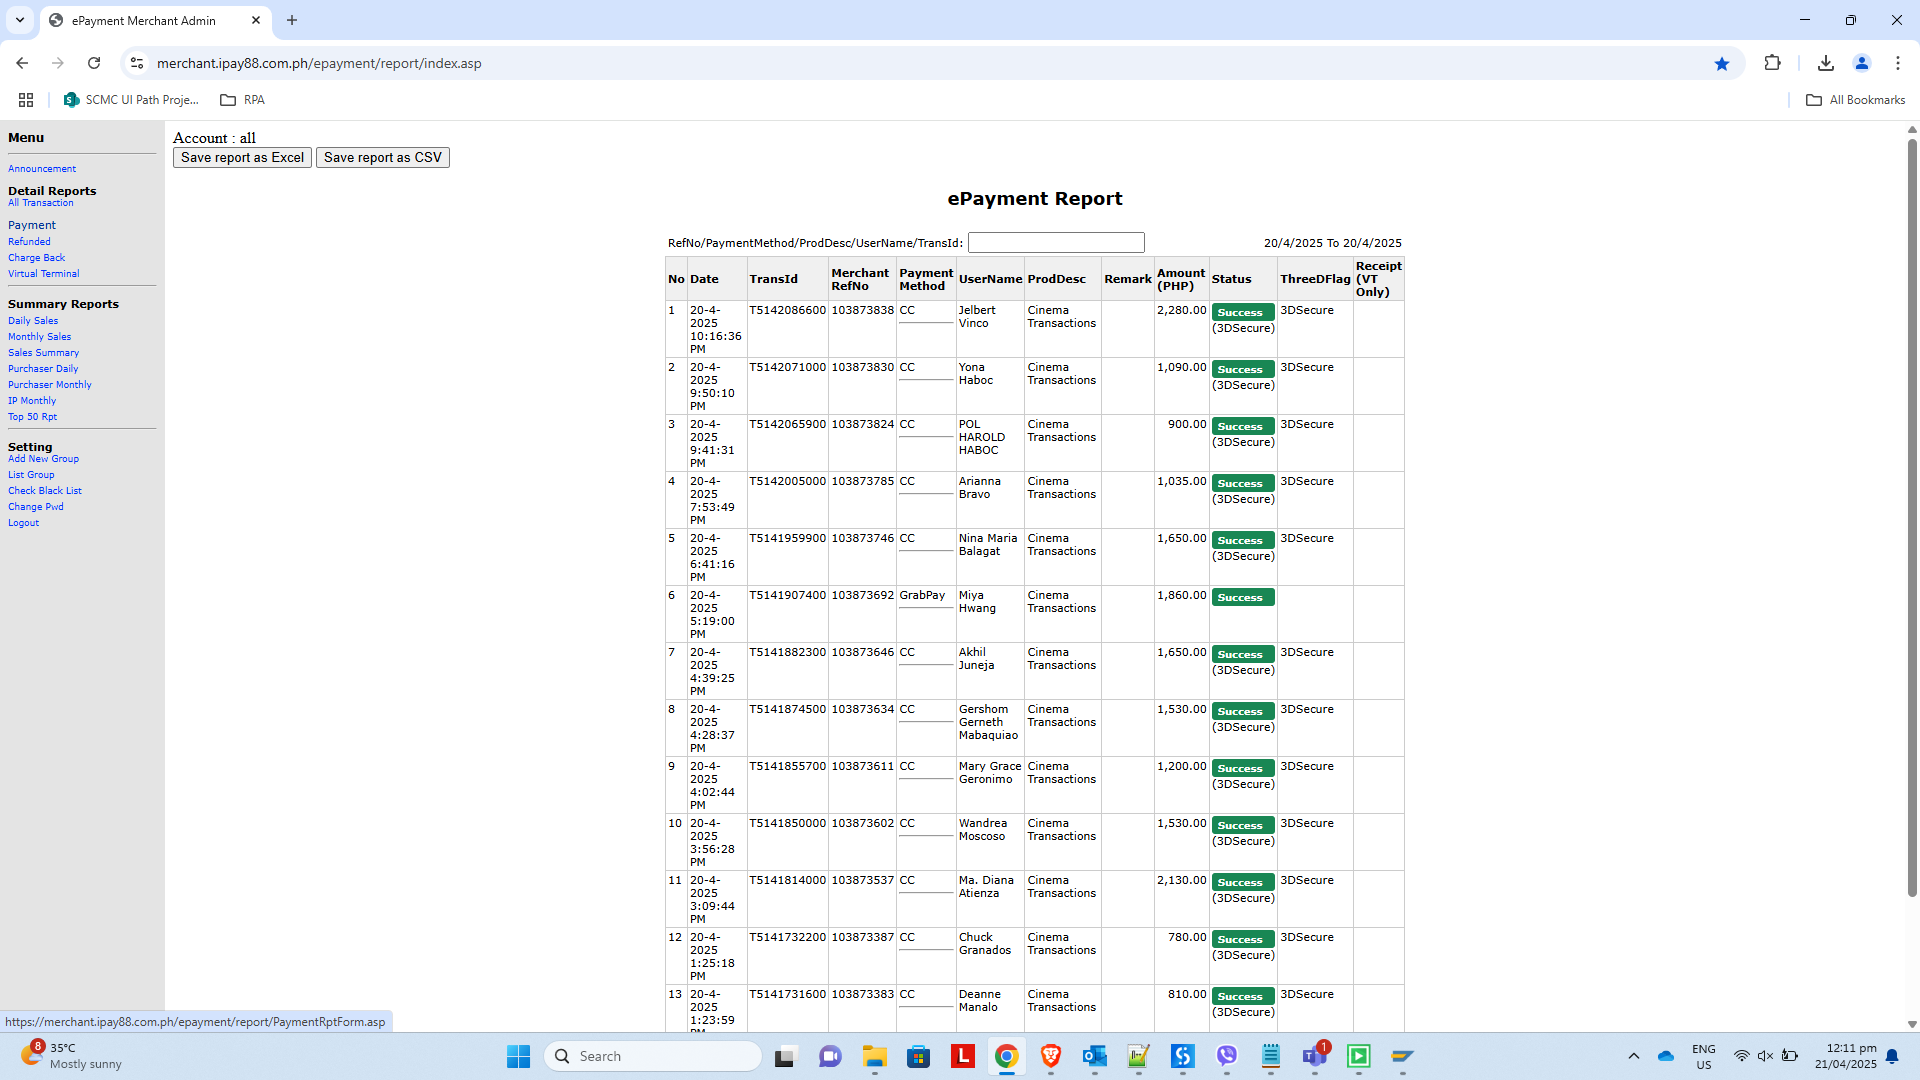 ePayment Merchant Admin
merchant.ipay88.com.ph/epayment/report/index.asp
SCMC UI Path Proje...
RPA
All Bookmarks
Menu
Announcement
Detail Reports
All Transaction
Payment
Refunded
Charge Back
Virtual Terminal
Summary Reports
Daily Sales
Monthly Sales
Sales Summary
Purchaser Daily
Purchaser Monthly
IP Monthly
Top 50 Rpt
Setting
Add New Group
List Group
Check Black List
Change Pwd
Logout
Account : all
Save report as Excel Save report as CSV
ePayment Report
RefNo/PaymentMethod/ProdDesc/UserName/TransId: 20/4/2025 To 20/4/2025
No Date TransId Merchant RefNo Payment Method UserName ProdDesc Remark Amount (PHP) Status ThreeDFlag Receipt (VT Only)
1 20-4-2025 10:16:36 PM T5142086600 103873838 CC Jelbert Vinco Cinema Transactions 2,280.00 Success (3DSecure) 3DSecure
2 20-4-2025 9:50:10 PM T5142071000 103873830 CC Yona Haboc Cinema Transactions 1,090.00 Success (3DSecure) 3DSecure
3 20-4-2025 9:41:31 PM T5142065900 103873824 CC POL HAROLD HABOC Cinema Transactions 900.00 Success (3DSecure) 3DSecure
4 20-4-2025 7:53:49 PM T5142005000 103873785 CC Arianna Bravo Cinema Transactions 1,035.00 Success (3DSecure) 3DSecure
5 20-4-2025 6:41:16 PM T5141959900 103873746 CC Nina Maria Balagat Cinema Transactions 1,650.00 Success (3DSecure) 3DSecure
6 20-4-2025 5:19:00 PM T5141907400 103873692 GrabPay Miya Hwang Cinema Transactions 1,860.00 Success
7 20-4-2025 4:39:25 PM T5141882300 103873646 CC Akhil Juneja Cinema Transactions 1,650.00 Success (3DSecure) 3DSecure
8 20-4-2025 4:28:37 PM T5141874500 103873634 CC Gershom Gerneth Mabaquiao Cinema Transactions 1,530.00 Success (3DSecure) 3DSecure
9 20-4-2025 4:02:44 PM T5141855700 103873611 CC Mary Grace Geronimo Cinema Transactions 1,200.00 Success (3DSecure) 3DSecure
10 20-4-2025 3:56:28 PM T5141850000 103873602 CC Wandrea Moscoso Cinema Transactions 1,530.00 Success (3DSecure) 3DSecure
11 20-4-2025 3:09:44 PM T5141814000 103873537 CC Ma. Diana Atienza Cinema Transactions 2,130.00 Success (3DSecure) 3DSecure
12 20-4-2025 1:25:18 PM T5141732200 103873387 CC Chuck Granados Cinema Transactions 780.00 Success (3DSecure) 3DSecure
13 20-4-2025 1:23:59 PM T5141731600 103873383 CC Deanne Manalo Cinema Transactions 810.00 Success (3DSecure) 3DSecure
https://merchant.ipay88.com.ph/epayment/report/PaymentRptForm.asp
8
35°C
Mostly sunny
Search
L
1
ENG
US
12:11 pm
21/04/2025